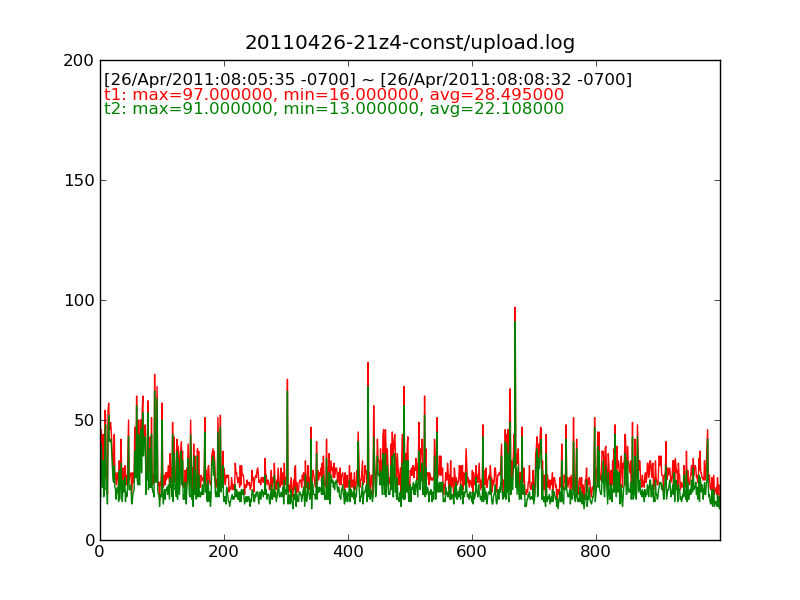 20110426-21z4-const/upload.log
200
[26/Apr/2011:08:05:35 -0700] ~ [26/Apr/2011:08:08:32 -0700]
t1: max=97.000000, min=16.000000, avg=28.495000
t2: max=91.000000, min=13.000000, avg=22.108000
150
100
50
0
0 200 400 600 800